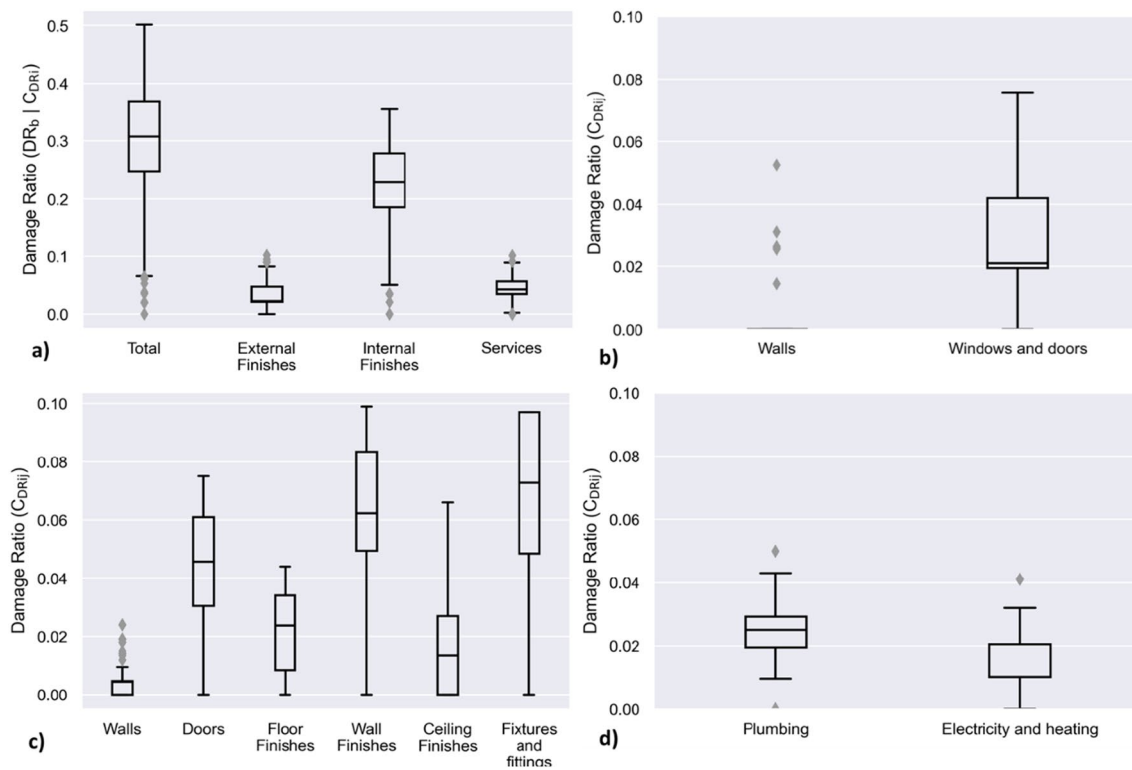 0.5
0.4
0.3
0.2
0.1
0.0
Damage Ratio (DRb | CDRi)
a)
Total
External
Finishes
Internal
Finishes
Services
0.10
0.08
0.06
0.04
0.02
0.00
Damage Ratio (CDRij)
b)
Walls
Windows and doors
0.10
0.08
0.06
0.04
0.02
0.00
Damage Ratio (CDRij)
c)
Walls
Doors
Floor
Finishes
Wall
Finishes
Ceiling
Finishes
Fixtures
and
fittings
0.10
0.08
0.06
0.04
0.02
0.00
Damage Ratio (CDRij)
d)
Plumbing
Electricity and heating